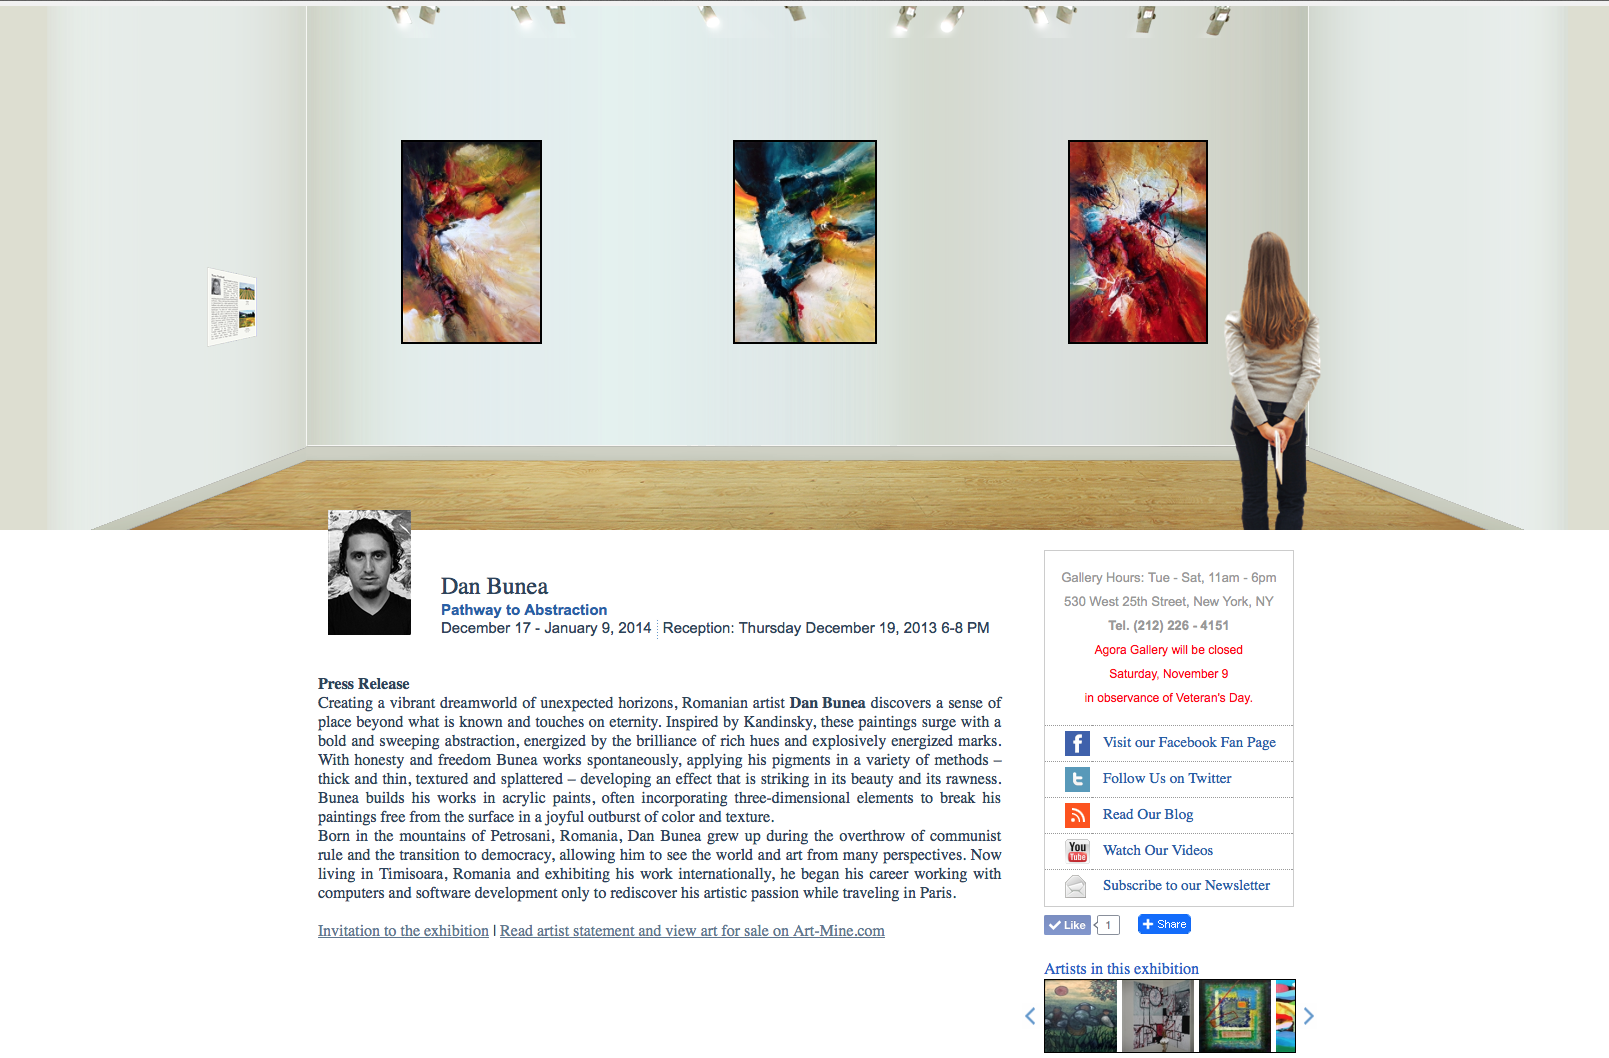 Dan Bunea
Pathway to Abstraction
December 17 - January 9, 2014 Reception: Thursday December 19, 2013 6-8 PM
Press Release
Creating a vibrant dreamworld of unexpected horizons, Romanian artist Dan Bunea discovers a sense of
place beyond what is known and touches on eternity. Inspired by Kandinsky, these paintings surge with a
bold and sweeping abstraction, energized by the brilliance of rich hues and explosively energized marks.
With honesty and freedom Bunea works spontaneously, applying his pigments in a variety of methods –
thick and thin, textured and splattered – developing an effect that is striking in its beauty and its rawness.
Bunea builds his works in acrylic paints, often incorporating three-dimensional elements to break his
paintings free from the surface in a joyful outburst of color and texture.
Born in the mountains of Petrosani, Romania, Dan Bunea grew up during the overthrow of communist
rule and the transition to democracy, allowing him to see the world and art from many perspectives. Now
living in Timisoara, Romania and exhibiting his work internationally, he began his career working with
computers and software development only to rediscover his artistic passion while traveling in Paris.
Invitation to the exhibition | Read artist statement and view art for sale on Art-Mine.com
Gallery Hours: Tue - Sat, 11am - 6pm
530 West 25th Street, New York, NY
Tel. (212) 226 - 4151
Agora Gallery will be closed
Saturday, November 9
in observance of Veteran's Day.
f Visit our Facebook Fan Page
t Follow Us on Twitter
Read Our Blog
You Tube Watch Our Videos
Subscribe to our Newsletter
Like 1 Share
Artists in this exhibition